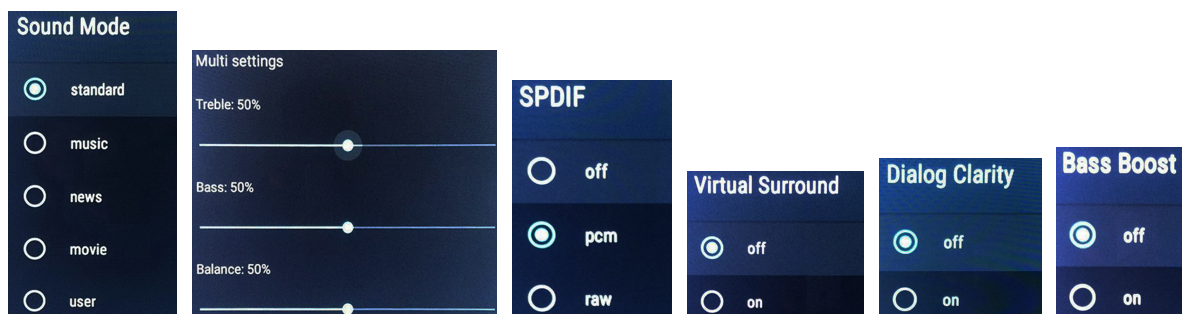 Sound Mode
standard
music
news
movie
user
Multi settings
Treble: 50%
Bass: 50%
Balance: 50%
SPDIF
off
pcm
raw
Virtual Surround
off
on
Dialog Clarity
off
on
Bass Boost
off
on